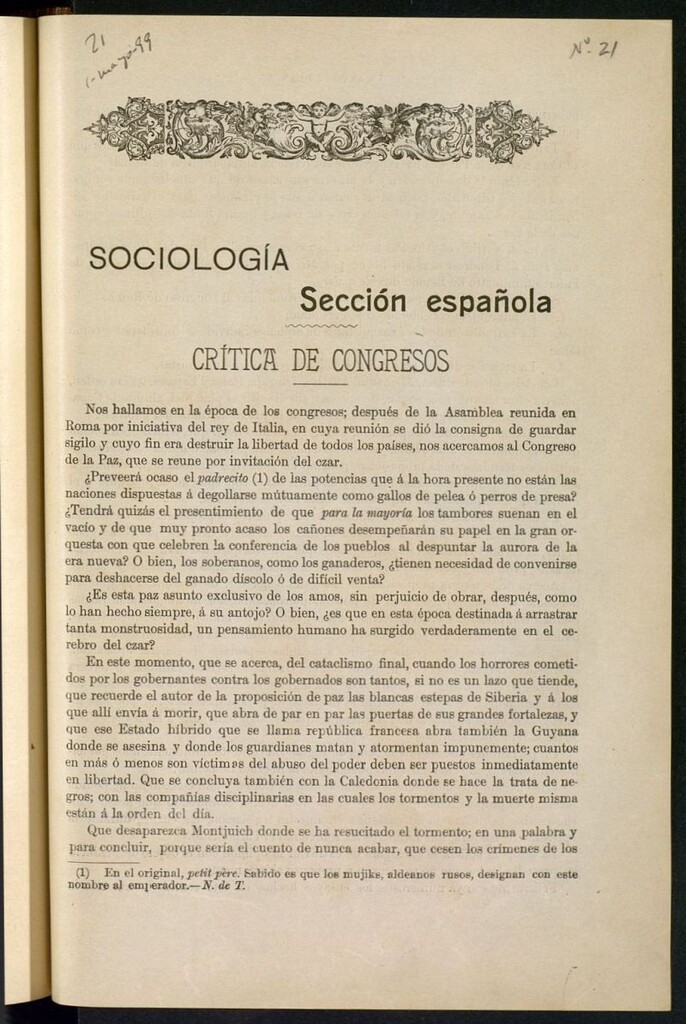 21
1-mayo-99
Nº. 21
SOCIOLOGÍA
Sección española
CRÍTICA DE CONGRESOS
Nos hallamos en la época de los congresos; después de la Asamblea reunida en
Roma por iniciativa del rey de Italia, en cuya reunión se dió la consigna de guardar
sigilo y cuyo fin era destruir la libertad de todos los países, nos acercamos al Congreso
de la Paz, que se reune por invitación del czar.
¿Preveerá ocaso el padrecito (1) de las potencias que á la hora presente no están las
naciones dispuestas á degollarse mútuamente como gallos de pelea ó perros de presa?
¿Tendrá quizás el presentimiento de que para la mayoría los tambores suenan en el
vacío y de que muy pronto acaso los cañones desempeñarán su papel en la gran or-
questa con que celebren la conferencia de los pueblos al despuntar la aurora de la
era nueva? O bien, los soberanos, como los ganaderos, ¿tienen necesidad de convenirse
para deshacerse del ganado díscolo ó de difícil venta?
¿Es esta paz asunto exclusivo de los amos, sin perjuicio de obrar, después, como
lo han hecho siempre, á su antojo? O bien, ¿es que en esta época destinada á arrastrar
tanta monstruosidad, un pensamiento humano ha surgido verdaderamente en el ce-
rebro del czar?
En este momento, que se acerca, del cataclismo final, cuando los horrores cometi-
dos por los gobernantes contra los gobernados son tantos, si no es un lazo que tiende,
que recuerde el autor de la proposición de paz las blancas estepas de Siberia y á los
que allí envía á morir, que abra de par en par las puertas de sus grandes fortalezas, y
que ese Estado híbrido que se llama república francesa abra también la Guyana
donde se asesina y donde los guardianes matan y atormentan impunemente; cuantos
en más ó menos son víctimas del abuso del poder deben ser puestos inmediatamente
en libertad. Que se concluya también con la Caledonia donde se hace la trata de ne-
gros; con las compañías disciplinarias en las cuales los tormentos y la muerte misma
están á la orden del día.
Que desaparezca Montjuich donde se ha resucitado el tormento; en una palabra y
para concluir, porque sería el cuento de nunca acabar, que cesen los crímenes de los
(1) En el original, petit père. Sabido es que los mujiks, aldeanos rusos, designan con este
nombre al emperador.—N. de T.